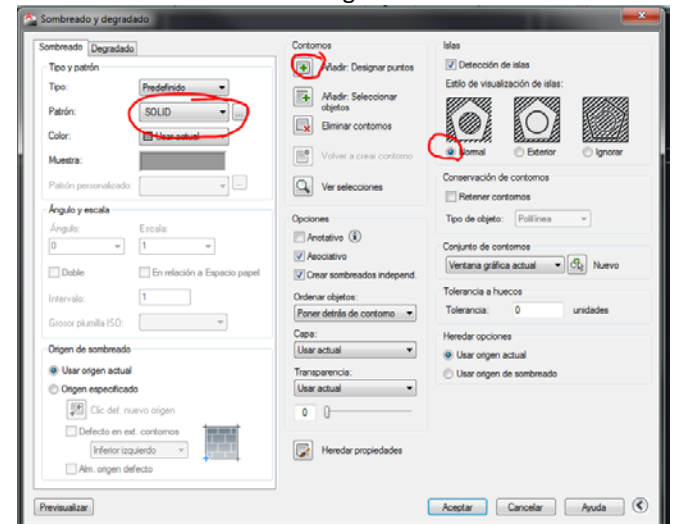 Sombreado y degradado
Sombreado
Degradado
Tipo y patrón
Tipo:
Predefinido
Patrón:
SOLID
...
Color:
Usar actual
Muestra:
Patrón personalizado:
...
Ángulo y escala
Ángulo:
Escala:
0
1
Doble
En relación a Espacio papel
Intervalo:
1
Grosor plumilla ISO:
Origen de sombreado
Usar origen actual
Origen especificado
Clic def. nuevo origen
Defecto en ext. contornos
Inferior izquierdo
Alm. origen defecto
Previsualizar
Contornos
Añadir: Designar puntos
Añadir: Seleccionar
objetos
Eliminar contornos
Volver a crear contorno
Ver selecciones
Opciones
Anotativo
Asociativo
Crear sombreados independ.
Ordenar objetos:
Poner detrás de contorno
Capa:
Usar actual
Transparencia:
Usar actual
0
Heredar propiedades
Islas
Detección de islas
Estilo de visualización de islas:
Normal
Exterior
Ignorar
Conservación de contornos
Retener contornos
Tipo de objeto:
Polilínea
Conjunto de contornos
Ventana gráfica actual
Nuevo
Tolerancia a huecos
Tolerancia:
0
unidades
Heredar opciones
Usar origen actual
Usar origen de sombreado
Aceptar
Cancelar
Ayuda